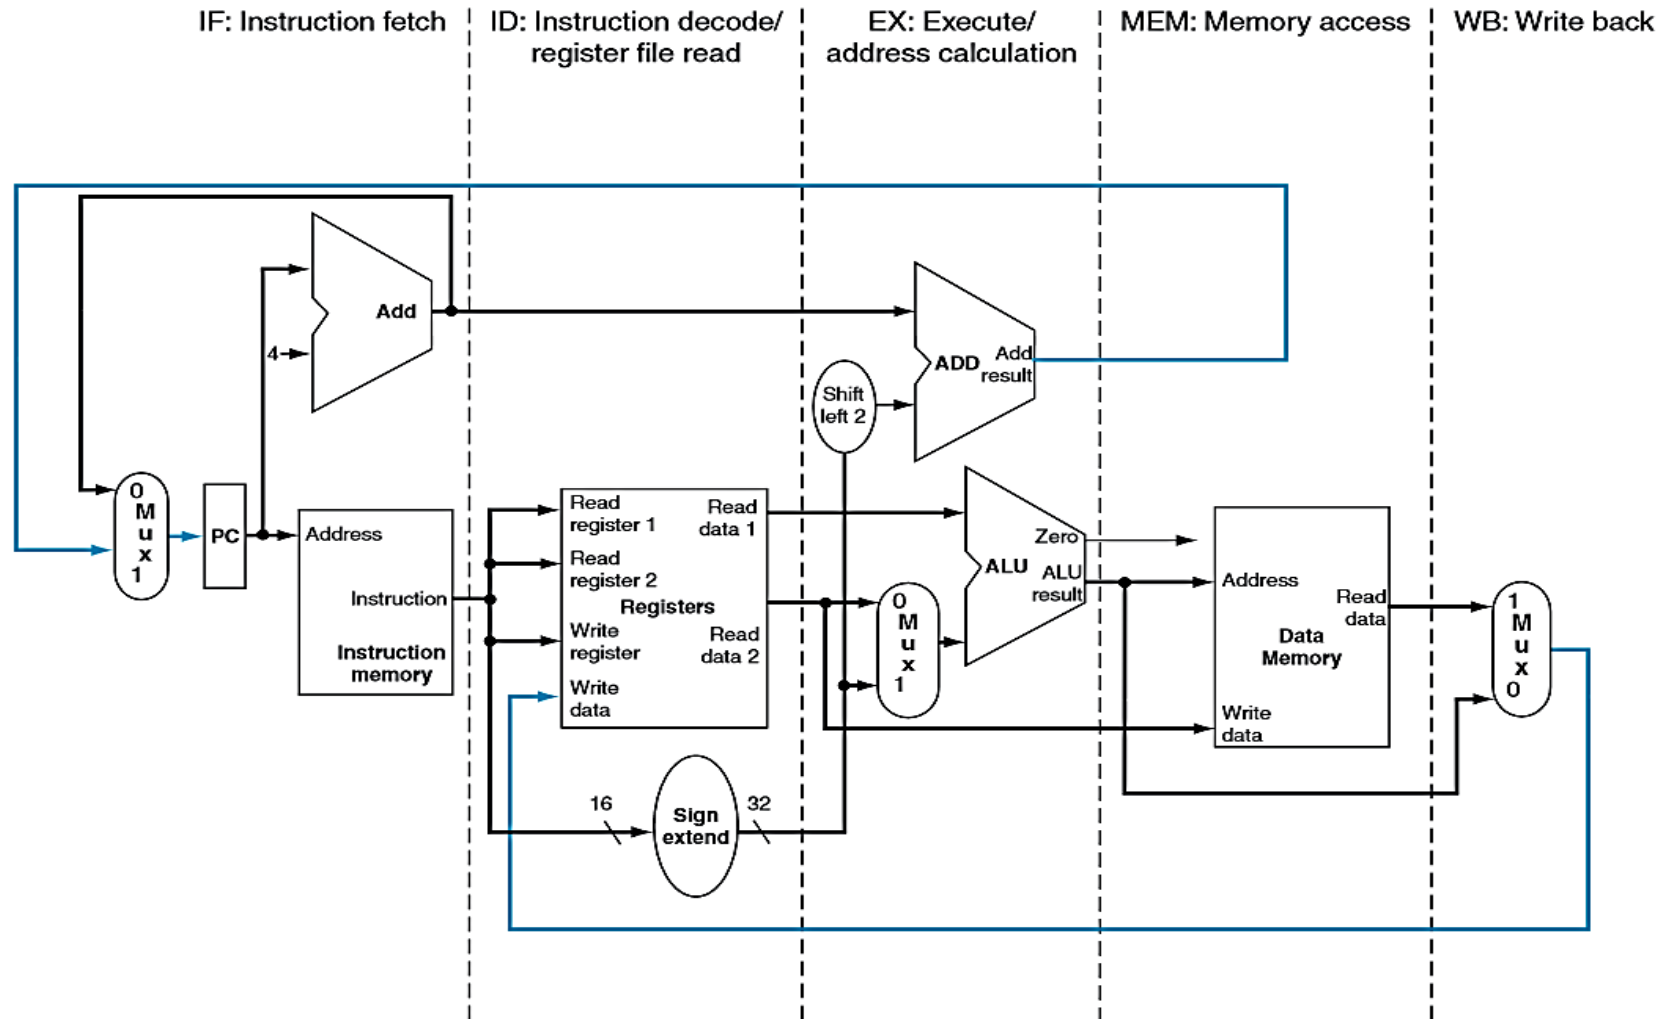 IF: Instruction fetch
ID: Instruction decode/
register file read
EX: Execute/
address calculation
MEM: Memory access
WB: Write back
Add
4
ADD
Add
result
Shift
left 2
0
M
u
x
1
PC
Address
Instruction
Instruction
memory
Read
register 1
Read
register 2
Registers
Write
register
Write
data
Read
data 1
Read
data 2
16
Sign
extend
32
0
M
u
x
1
Zero
ALU
ALU
result
Address
Read
data
Data
Memory
Write
data
1
M
u
x
0